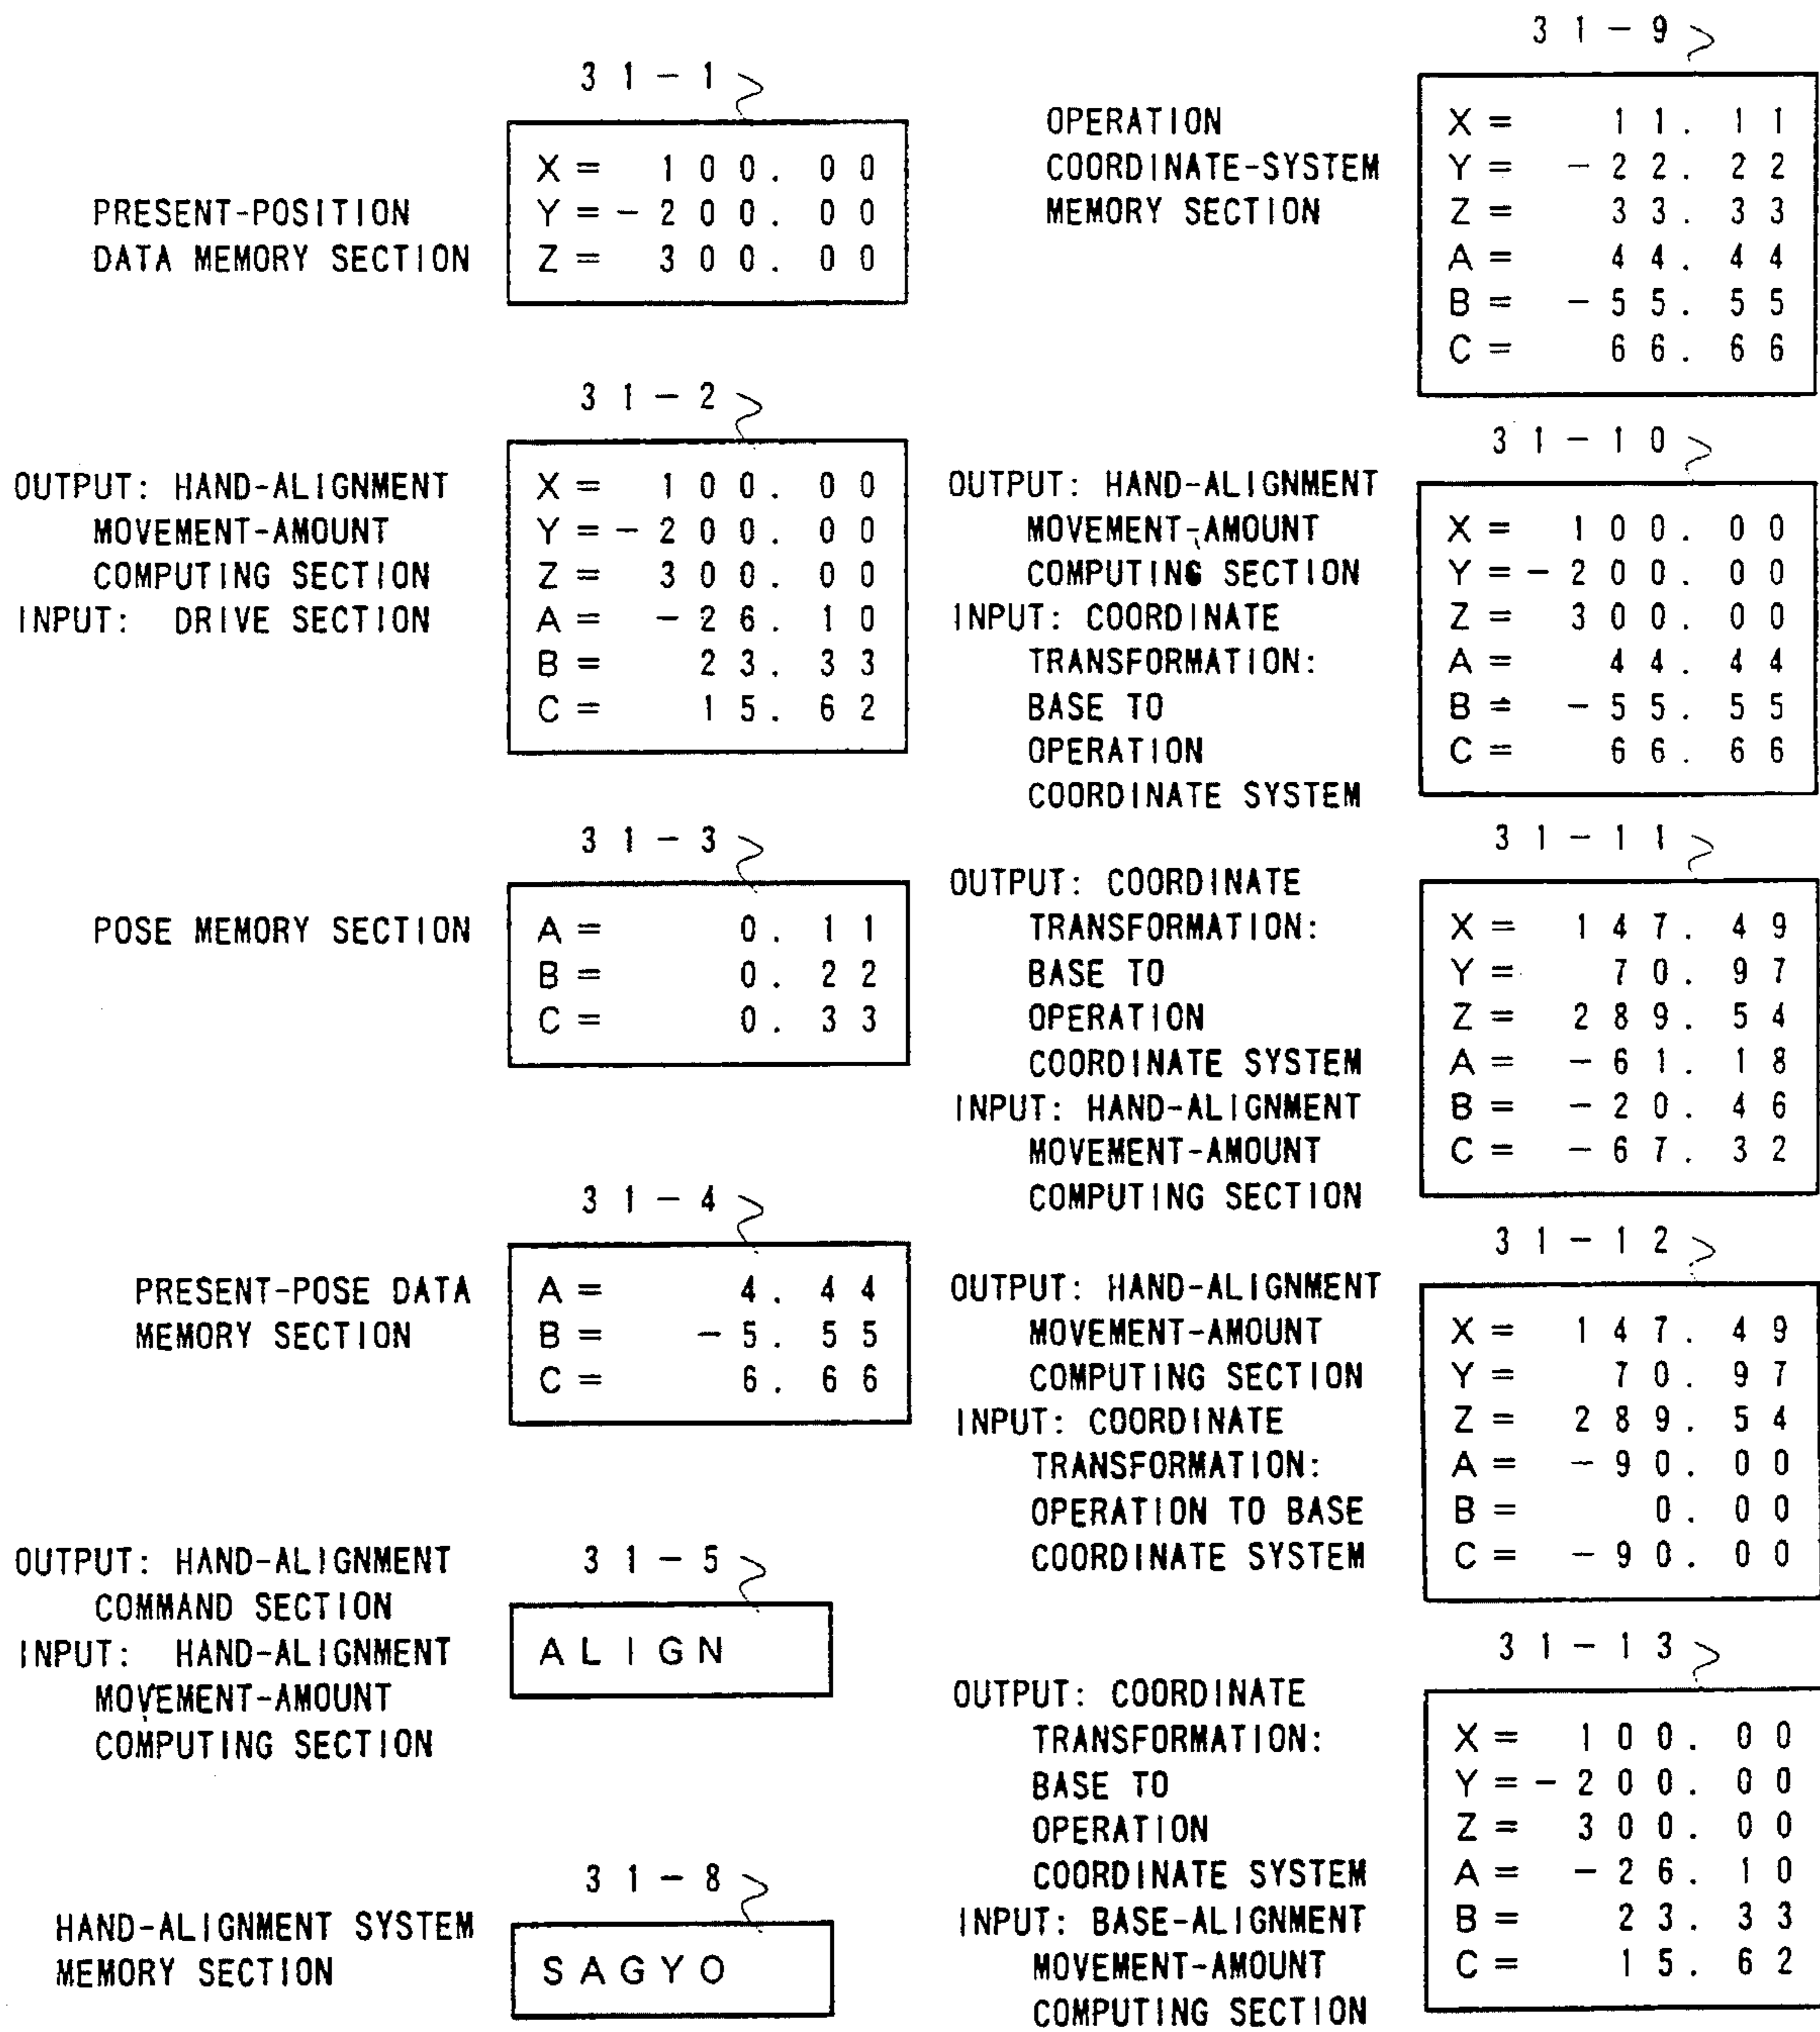 31-1
PRESENT-POSITION
DATA MEMORY SECTION
X = 100.00
Y = -200.00
Z = 300.00
31-2
OUTPUT: HAND-ALIGNMENT
MOVEMENT-AMOUNT
COMPUTING SECTION
INPUT: DRIVE SECTION
X = 100.00
Y = -200.00
Z = 300.00
A = -26.10
B = 23.33
C = 15.62
31-3
POSE MEMORY SECTION
A = 0.11
B = 0.22
C = 0.33
31-4
PRESENT-POSE DATA
MEMORY SECTION
A = 4.44
B = -5.55
C = 6.66
OUTPUT: HAND-ALIGNMENT
COMMAND SECTION
INPUT: HAND-ALIGNMENT
MOVEMENT-AMOUNT
COMPUTING SECTION
31-5
ALIGN
31-8
HAND-ALIGNMENT SYSTEM
MEMORY SECTION
SAGYO
31-9
OPERATION
COORDINATE-SYSTEM
MEMORY SECTION
X = 11.11
Y = -22.22
Z = 33.33
A = 44.44
B = -55.55
C = 66.66
31-10
OUTPUT: HAND-ALIGNMENT
MOVEMENT-AMOUNT
COMPUTING SECTION
INPUT: COORDINATE
TRANSFORMATION:
BASE TO
OPERATION
COORDINATE SYSTEM
X = 100.00
Y = -200.00
Z = 300.00
A = 44.44
B = -55.55
C = 66.66
31-11
OUTPUT: COORDINATE
TRANSFORMATION:
BASE TO
OPERATION
COORDINATE SYSTEM
INPUT: HAND-ALIGNMENT
MOVEMENT-AMOUNT
COMPUTING SECTION
X = 147.49
Y = 70.97
Z = 289.54
A = -61.18
B = -20.46
C = -67.32
31-12
OUTPUT: HAND-ALIGNMENT
MOVEMENT-AMOUNT
COMPUTING SECTION
INPUT: COORDINATE
TRANSFORMATION:
OPERATION TO BASE
COORDINATE SYSTEM
X = 147.49
Y = 70.97
Z = 289.54
A = -90.00
B = 0.00
C = -90.00
31-13
OUTPUT: COORDINATE
TRANSFORMATION:
BASE TO
OPERATION
COORDINATE SYSTEM
INPUT: BASE-ALIGNMENT
MOVEMENT-AMOUNT
COMPUTING SECTION
X = 100.00
Y = -200.00
Z = 300.00
A = -26.10
B = 23.33
C = 15.62